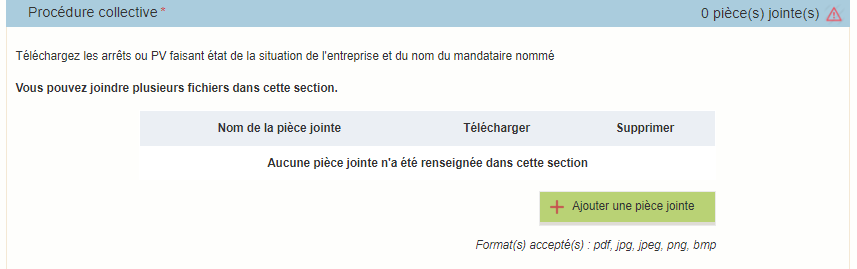 Procédure collective* 0 pièce(s) jointe(s)
Téléchargez les arrêts ou PV faisant état de la situation de l'entreprise et du nom du mandataire nommé
Vous pouvez joindre plusieurs fichiers dans cette section.
Nom de la pièce jointe Télécharger Supprimer
Aucune pièce jointe n'a été renseignée dans cette section
Ajouter une pièce jointe
Format(s) accepté(s) : pdf, jpg, jpeg, png, bmp